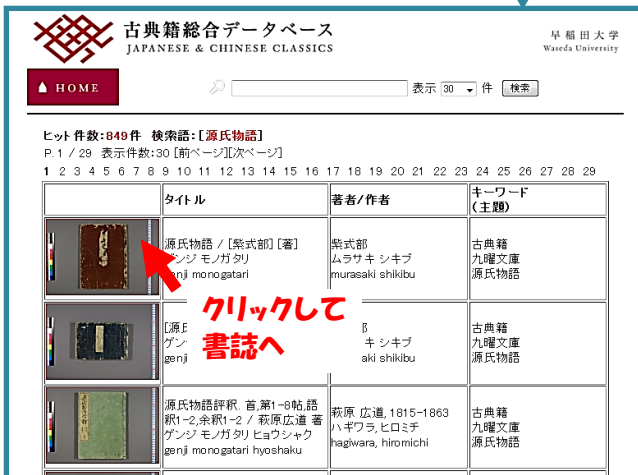 古典籍総合データベース
JAPANESE & CHINESE CLASSICS
早稲田大学
Waseda University
HOME
表示 30 件 検索
ヒット件数:849件 検索語:[源氏物語]
P.1 / 29 表示件数:30 [前ページ][次ページ]
1 2 3 4 5 6 7 8 9 10 11 12 13 14 15 16 17 18 19 20 21 22 23 24 25 26 27 28 29
タイトル
著者/作者
キーワード
(主題)
源氏物語 / [紫式部] [著]
ゲンジ モノガタリ
genji monogatari
紫式部
ムラサキ シキブ
murasaki shikibu
古典籍
九曜文庫
源氏物語
クリックして
書誌へ
[源氏
ゲン
genji
部
キ シキブ
aki shikibu
古典籍
九曜文庫
源氏物語
源氏物語評釈. 首,第1-8帖,語
釈1-2,余釈1-2 / 萩原広道 著
ゲンジ モノガタリ ヒョウシャク
genji monogatari hyoshaku
萩原 広道, 1815-1863
ハギワラ, ヒロミチ
hagiwara, hiromichi
古典籍
九曜文庫
源氏物語